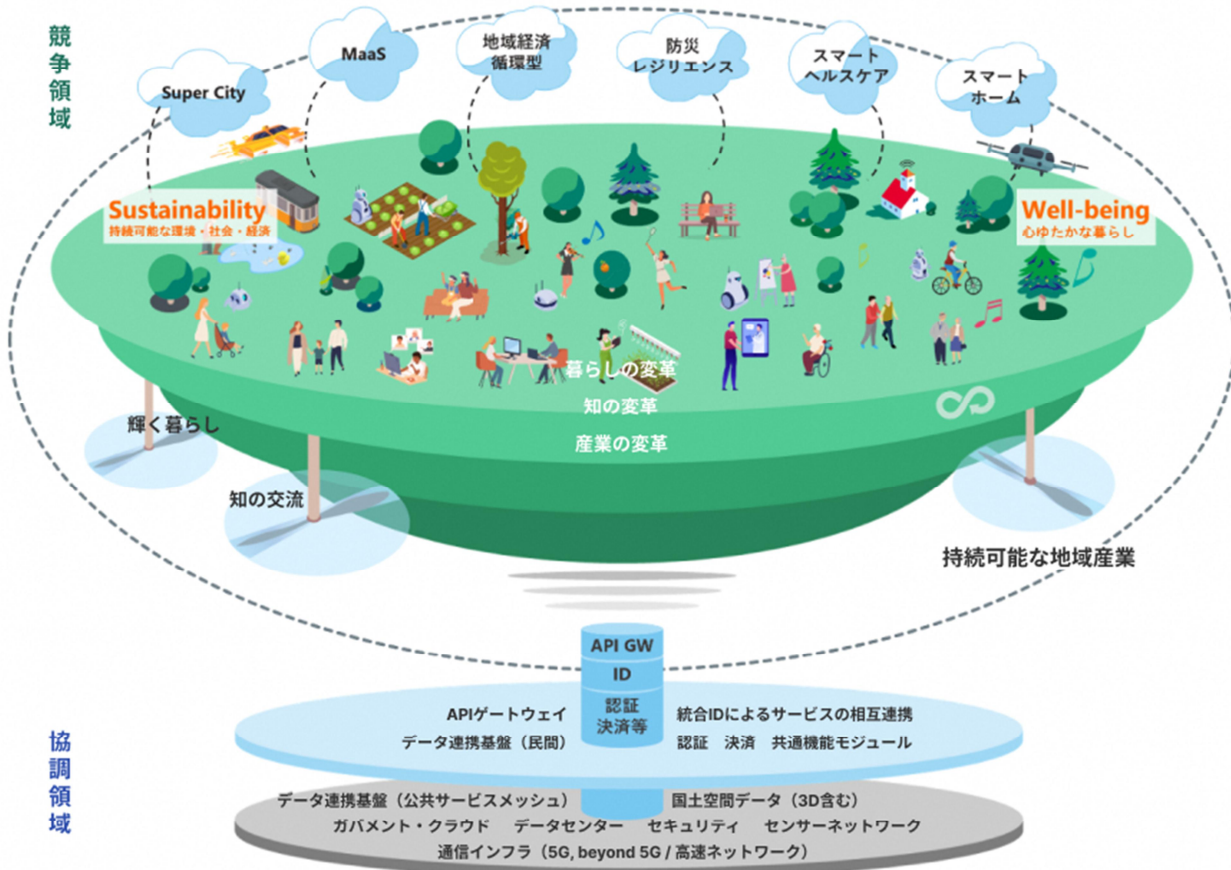 競争領域
Super City
MaaS
地域経済
循環型
防災
レジリエンス
スマート
ヘルスケア
スマート
ホーム
Sustainability
持続可能な環境・社会・経済
Well-being
心ゆたかな暮らし
暮らしの変革
知の変革
産業の変革
輝く暮らし
知の交流
持続可能な地域産業
協調領域
API GW
ID
認証
決済等
APIゲートウェイ
統合IDによるサービスの相互連携
データ連携基盤（民間）
認証　決済　共通機能モジュール
データ連携基盤（公共サービスメッシュ）
国土空間データ（3D含む）
ガバメント・クラウド　データセンター　セキュリティ　センサーネットワーク
通信インフラ（5G, beyond 5G / 高速ネットワーク）